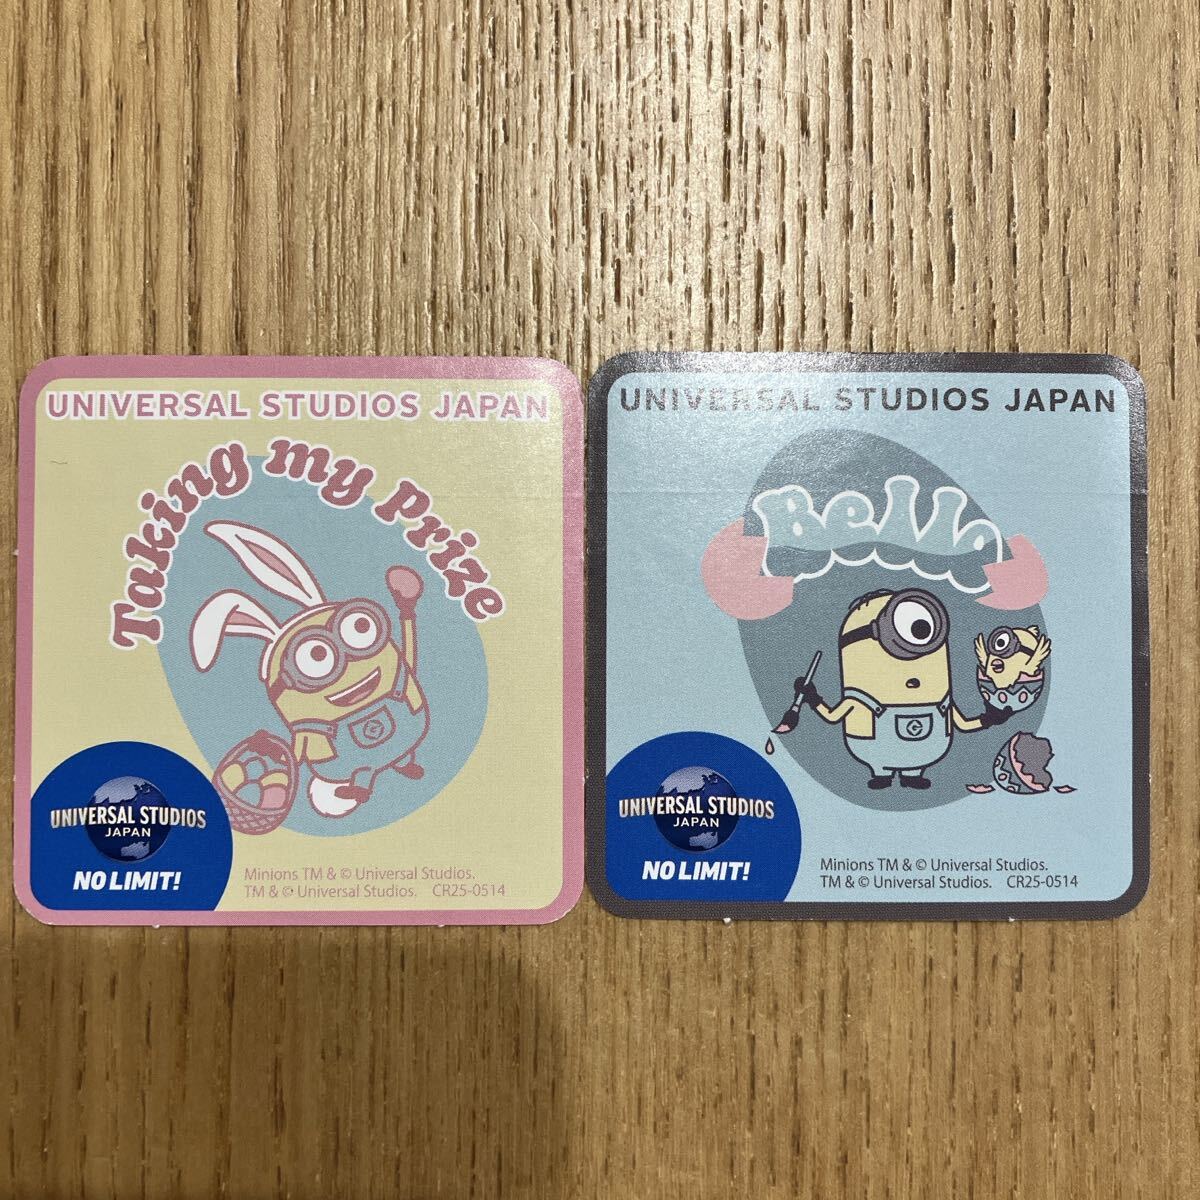 UNIVERSAL STUDIOS JAPAN
Taking my Prize
UNIVERSAL STUDIOS
JAPAN
NO LIMIT!
Minions TM & © Universal Studios.
TM & © Universal Studios. CR25-0514
UNIVERSAL STUDIOS JAPAN
Bello
UNIVERSAL STUDIOS
JAPAN
NO LIMIT!
Minions TM & © Universal Studios.
TM & © Universal Studios. CR25-0514